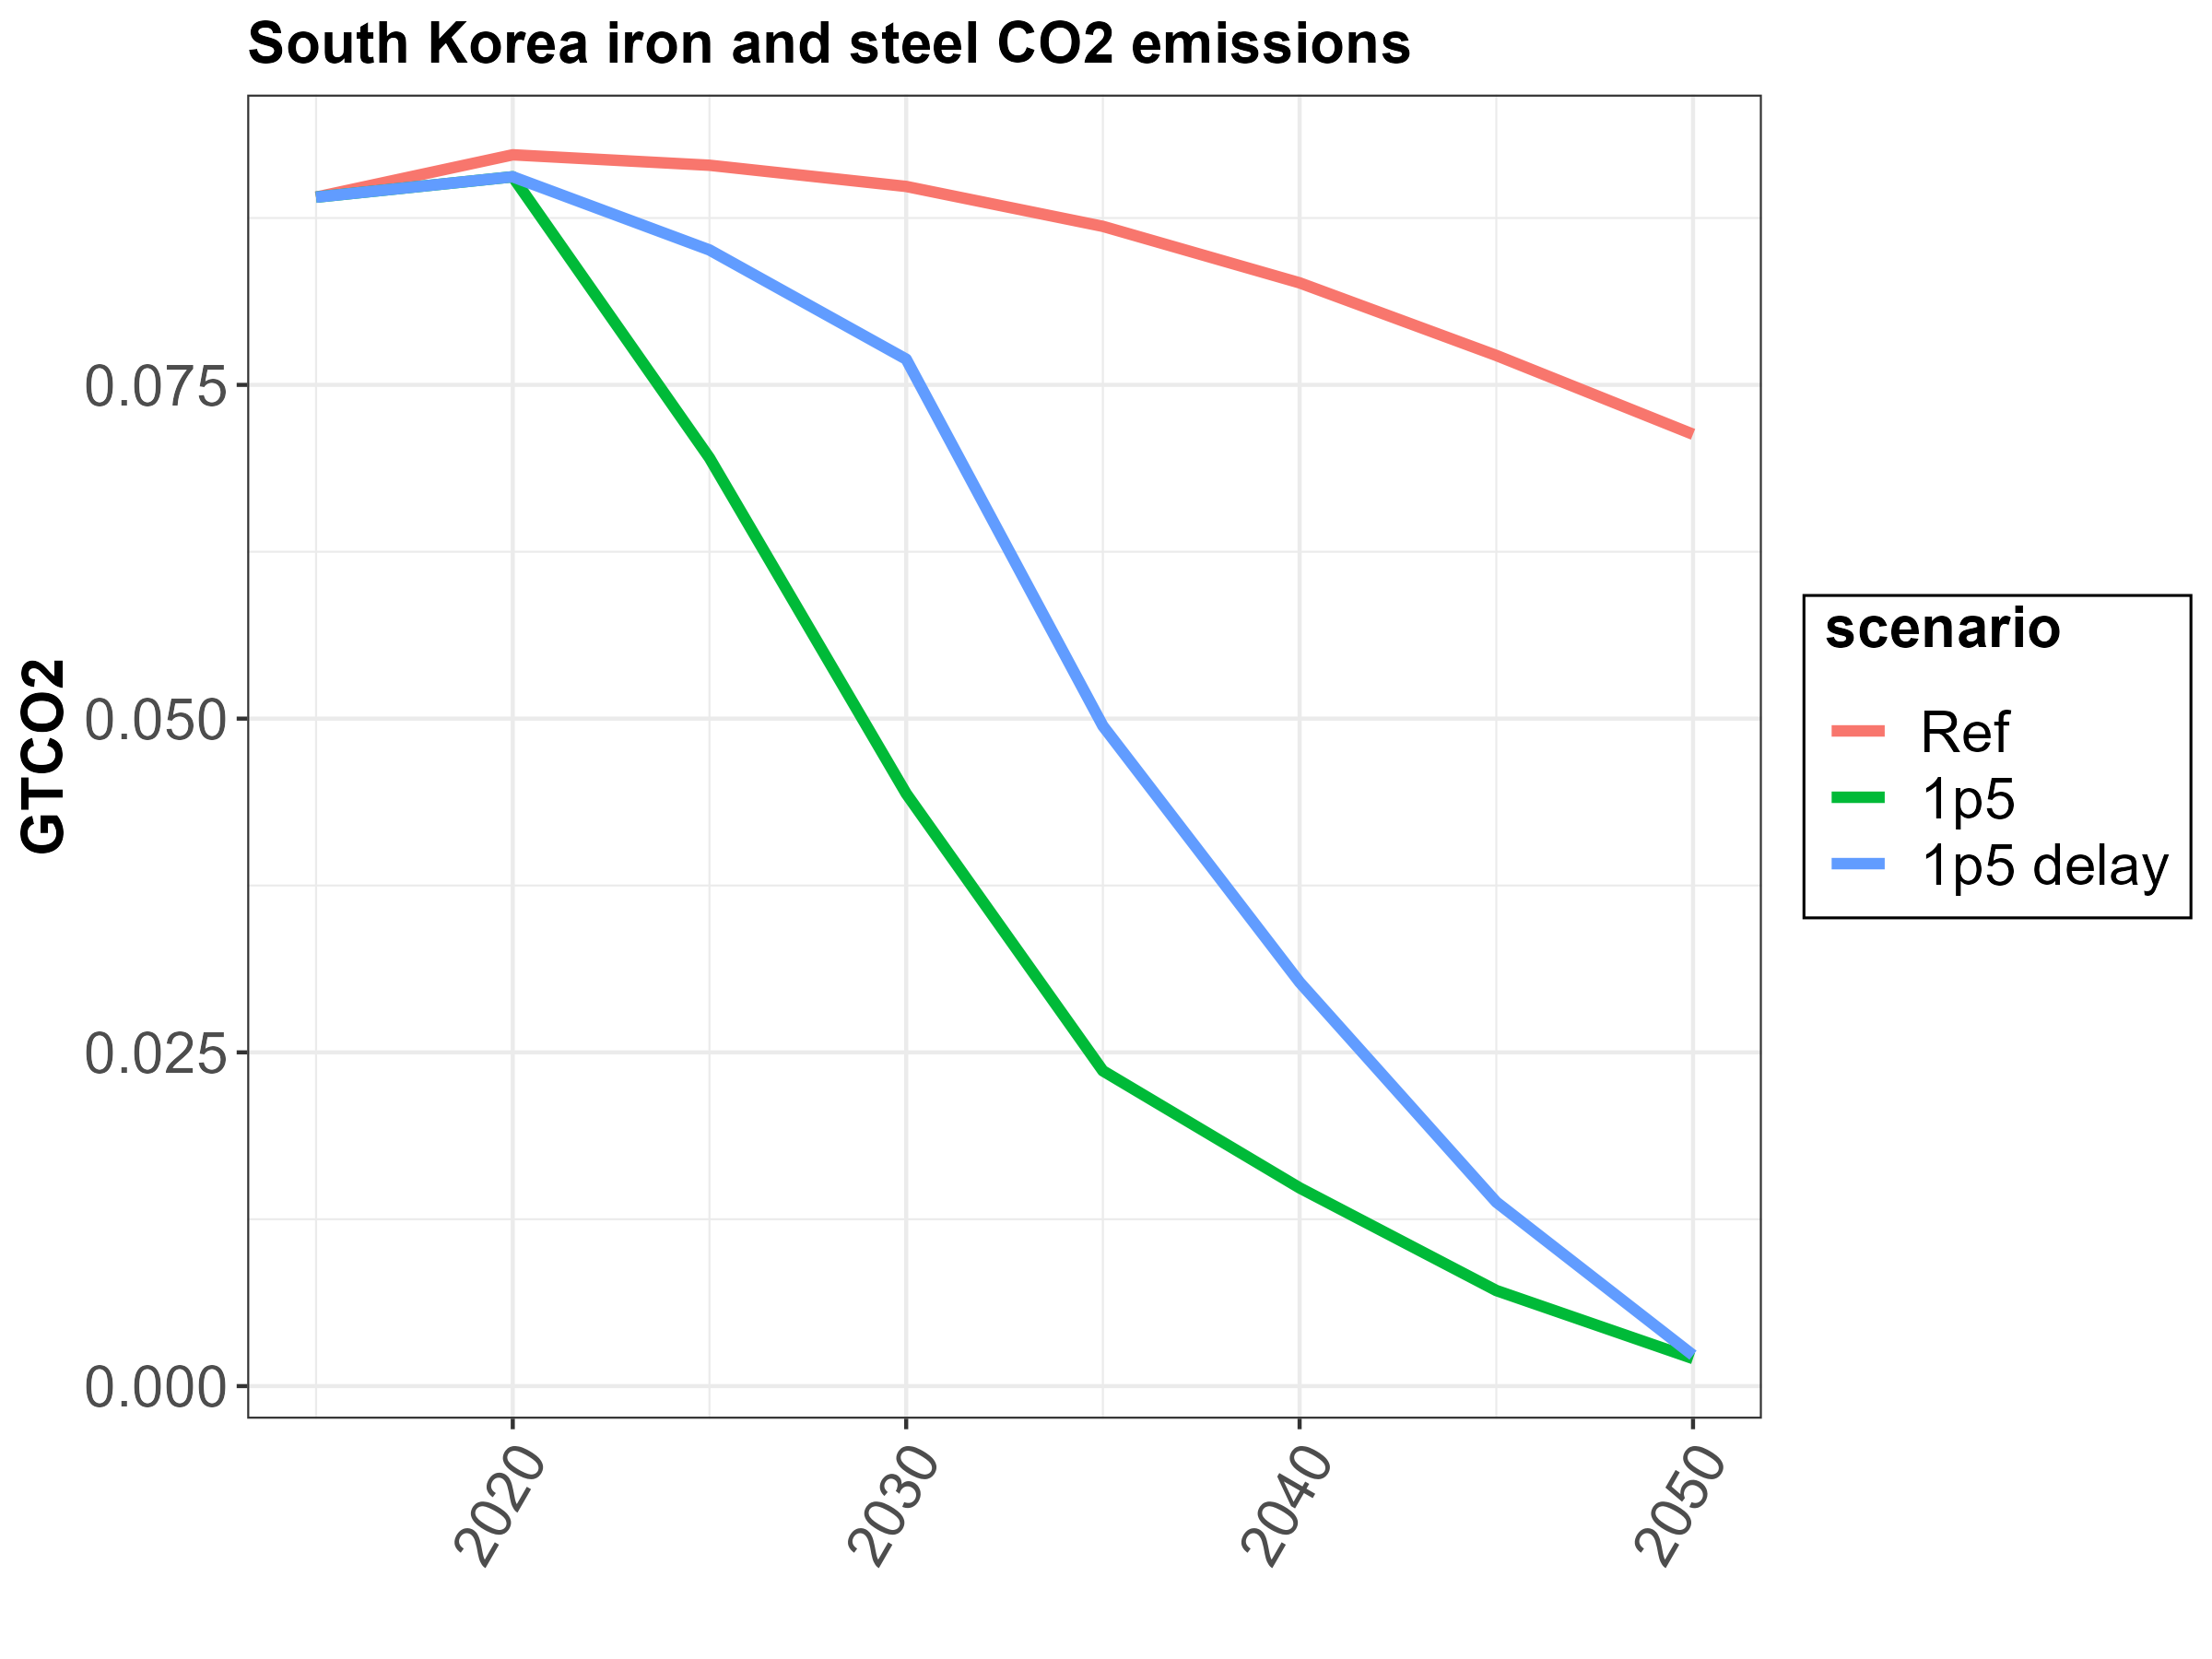 South Korea iron and steel CO2 emissions
GTCO2
0.075
0.050
0.025
0.000
2020
2030
2040
2050
scenario
Ref
1p5
1p5 delay